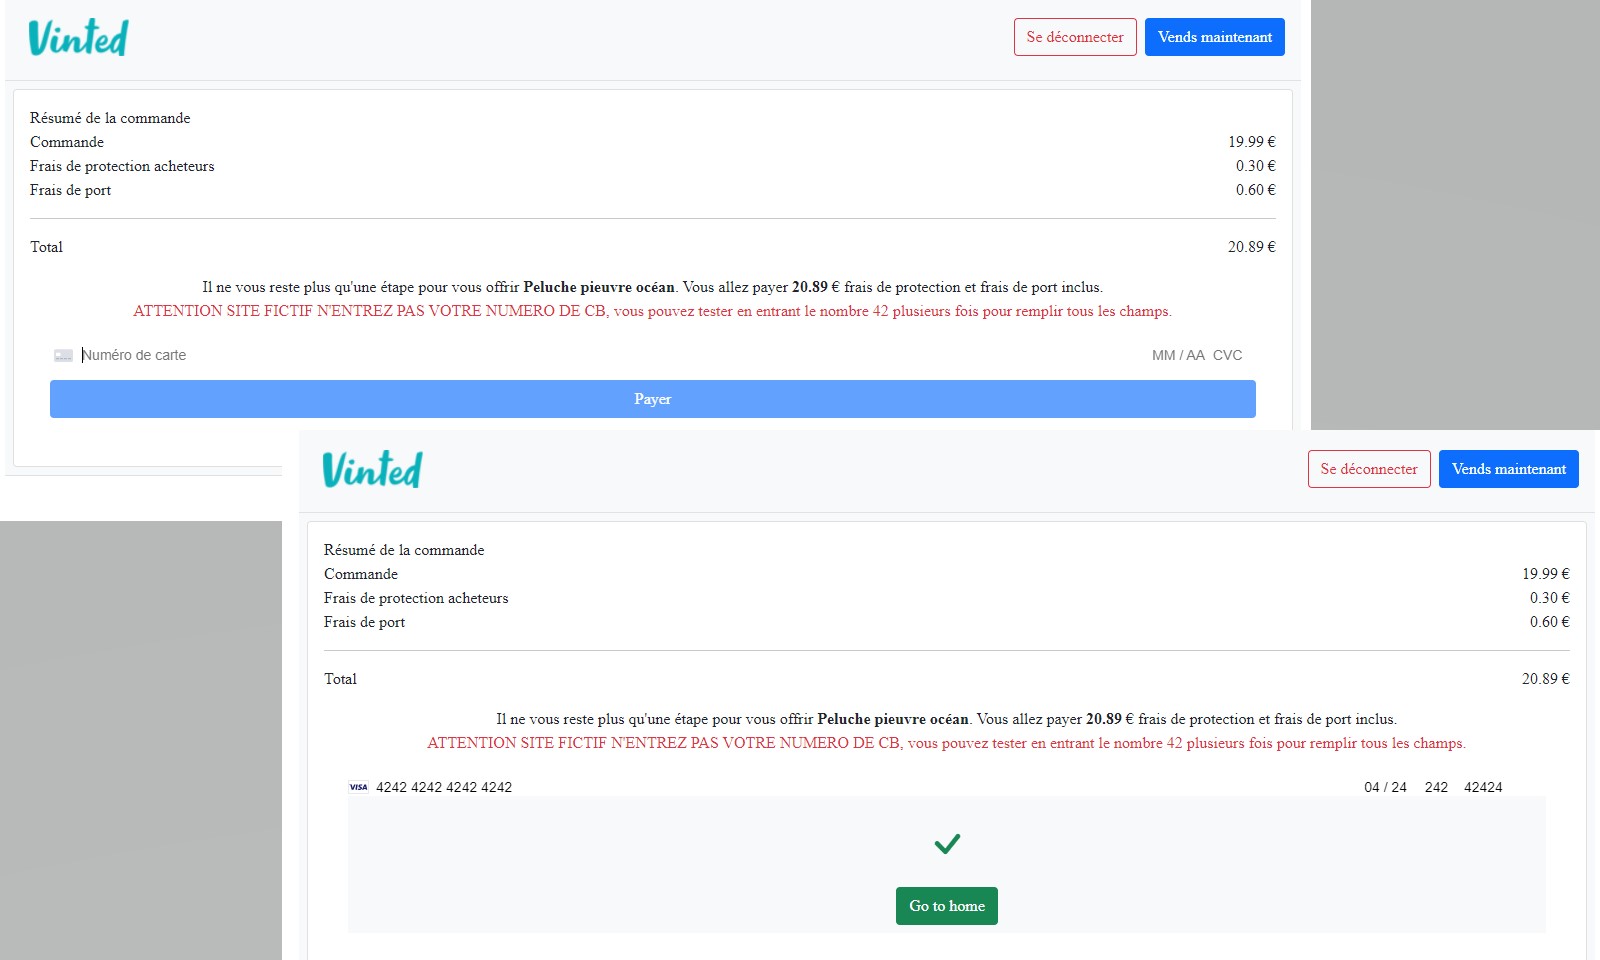 Vinted
Se déconnecter
Vends maintenant
Résumé de la commande
Commande 19.99 €
Frais de protection acheteurs 0.30 €
Frais de port 0.60 €
Total 20.89 €
Il ne vous reste plus qu'une étape pour vous offrir Peluche pieuvre océan. Vous allez payer 20.89 € frais de protection et frais de port inclus.
ATTENTION SITE FICTIF N'ENTREZ PAS VOTRE NUMERO DE CB, vous pouvez tester en entrant le nombre 42 plusieurs fois pour remplir tous les champs.
Numéro de carte MM / AA CVC
Payer
Vinted
Se déconnecter
Vends maintenant
Résumé de la commande
Commande 19.99 €
Frais de protection acheteurs 0.30 €
Frais de port 0.60 €
Total 20.89 €
Il ne vous reste plus qu'une étape pour vous offrir Peluche pieuvre océan. Vous allez payer 20.89 € frais de protection et frais de port inclus.
ATTENTION SITE FICTIF N'ENTREZ PAS VOTRE NUMERO DE CB, vous pouvez tester en entrant le nombre 42 plusieurs fois pour remplir tous les champs.
VISA 4242 4242 4242 4242 04 / 24 242 42424
Go to home